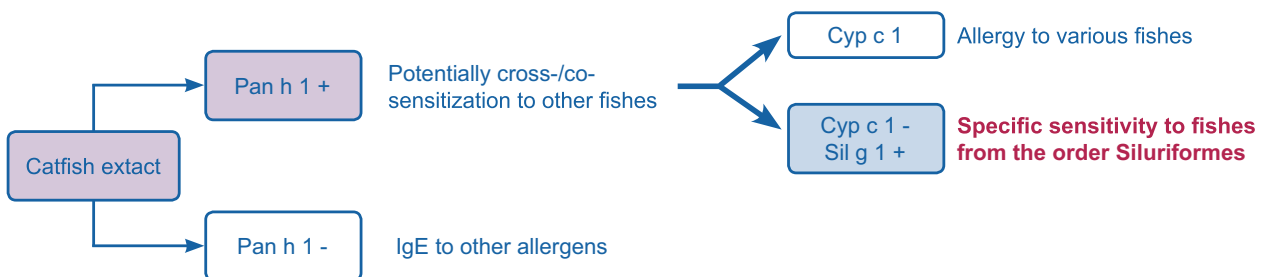 Catfish extact
Pan h 1 +
Potentially cross-/co-
sensitization to other fishes
Cyp c 1
Allergy to various fishes
Cyp c 1 -
Sil g 1 +
Specific sensitivity to fishes
from the order Siluriformes
Pan h 1 -
IgE to other allergens